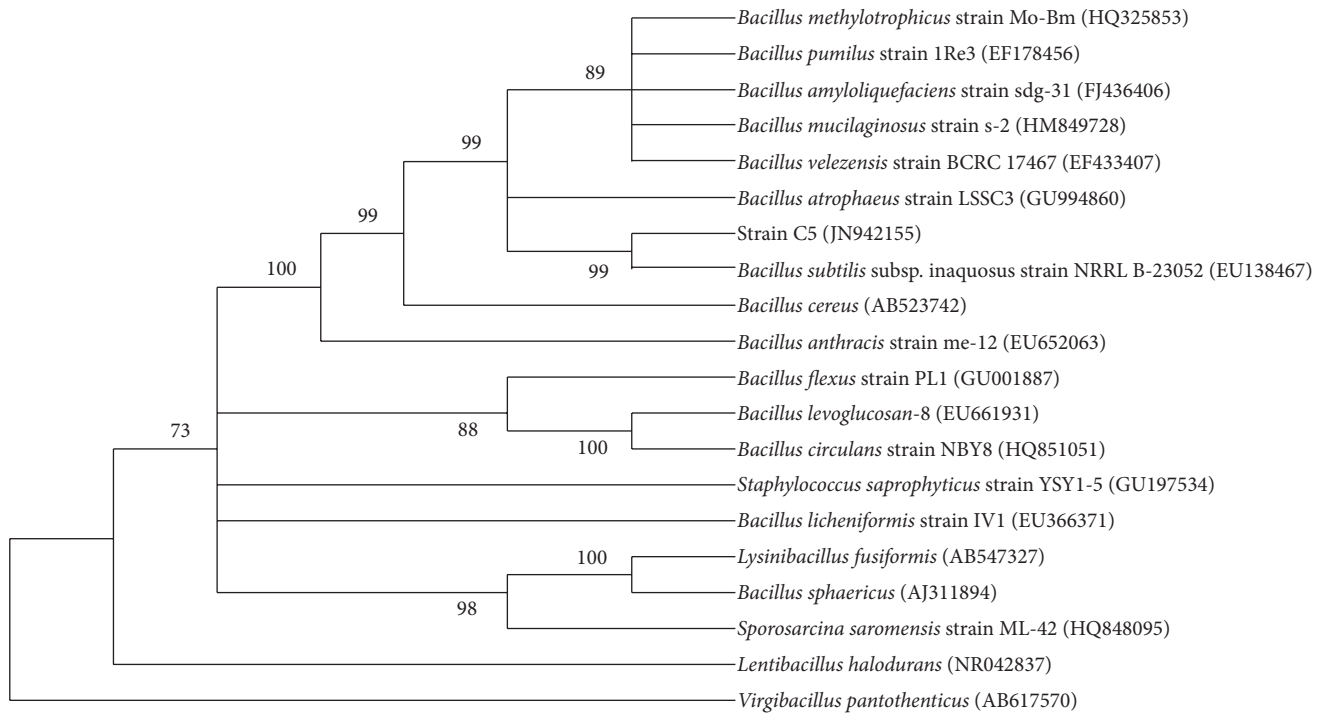 Bacillus methylotrophicus strain Mo-Bm (HQ325853)
Bacillus pumilus strain 1Re3 (EF178456)
89
Bacillus amyloliquefaciens strain sdg-31 (FJ436406)
Bacillus mucilaginosus strain s-2 (HM849728)
99
Bacillus velezensis strain BCRC 17467 (EF433407)
Bacillus atrophaeus strain LSSC3 (GU994860)
99
Strain C5 (JN942155)
100
99
Bacillus subtilis subsp. inaquosus strain NRRL B-23052 (EU138467)
Bacillus cereus (AB523742)
Bacillus anthracis strain me-12 (EU652063)
Bacillus flexus strain PL1 (GU001887)
Bacillus levoglucosan-8 (EU661931)
73
88
100
Bacillus circulans strain NBY8 (HQ851051)
Staphylococcus saprophyticus strain YSY1-5 (GU197534)
Bacillus licheniformis strain IV1 (EU366371)
100
Lysinibacillus fusiformis (AB547327)
Bacillus sphaericus (AJ311894)
98
Sporosarcina saromensis strain ML-42 (HQ848095)
Lentibacillus halodurans (NR042837)
Virgibacillus pantothenticus (AB617570)